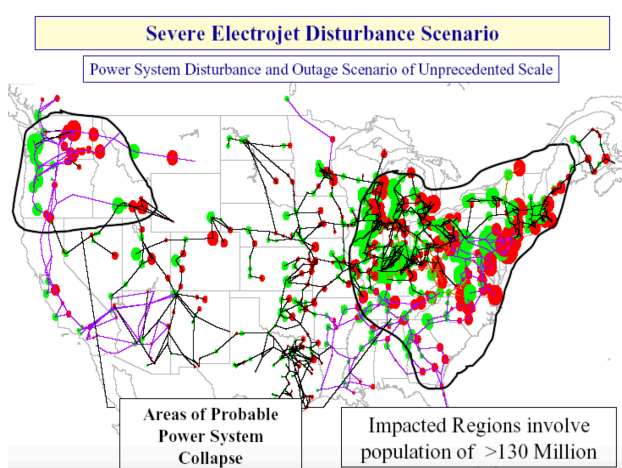 Severe Electrojet Disturbance Scenario
Power System Disturbance and Outage Scenario of Unprecedented Scale
Areas of Probable
Power System
Collapse
Impacted Regions involve
population of >130 Million